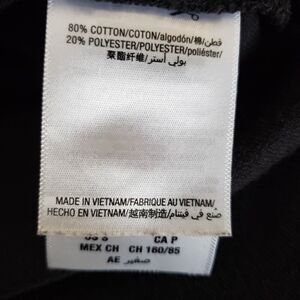 80% COTTON/COTON/algodón/棉/قطن
20% POLYESTER/POLYESTER/poliéster/
聚酯纤维/بولي أستر
MADE IN VIETNAM/FABRIQUE AU VIETNAM/
HECHO EN VIETNAM/越南制造/صنع في فيتنام
US S CA P
MEX CH CH 160/85
AE صغير